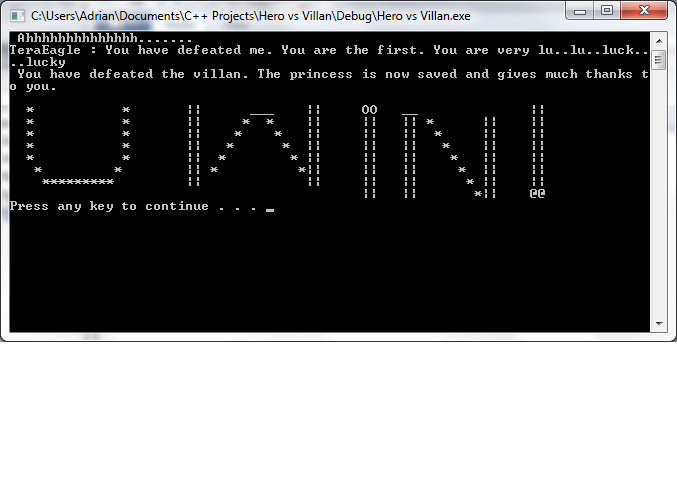 C:\Users\Adrian\Documents\C++ Projects\Hero vs Villan\Debug\Hero vs Villan.exe
Ahhhhhhhhhhhhhh.......
TeraEagle : You have defeated me. You are the first. You are very lu..lu..luck..
..lucky
You have defeated the villan. The princess is now saved and gives much thanks t
o you.
U WIN!
Press any key to continue . . . _